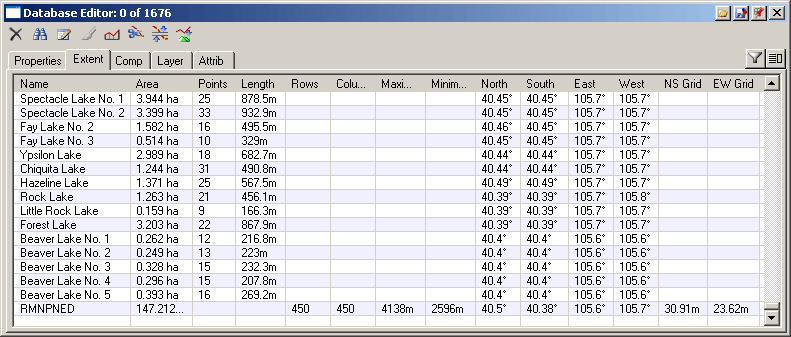 Database Editor: 0 of 1676
Properties Extent Comp Layer Attrib
Name Area Points Length Rows Colu... Maxi... Minim... North South East West NS Grid EW Grid
Spectacle Lake No. 1 3.944 ha 25 878.5m 40.45° 40.45° 105.7° 105.7°
Spectacle Lake No. 2 3.399 ha 33 932.9m 40.45° 40.45° 105.7° 105.7°
Fay Lake No. 2 1.582 ha 16 495.5m 40.46° 40.45° 105.7° 105.7°
Fay Lake No. 3 0.514 ha 10 329m 40.45° 40.45° 105.7° 105.7°
Ypsilon Lake 2.989 ha 18 682.7m 40.44° 40.44° 105.7° 105.7°
Chiquita Lake 1.244 ha 31 490.8m 40.44° 40.44° 105.7° 105.7°
Hazeline Lake 1.371 ha 25 567.5m 40.49° 40.49° 105.7° 105.7°
Rock Lake 1.263 ha 21 456.1m 40.39° 40.39° 105.7° 105.8°
Little Rock Lake 0.159 ha 9 166.3m 40.39° 40.39° 105.7° 105.7°
Forest Lake 3.203 ha 22 867.9m 40.39° 40.39° 105.7° 105.7°
Beaver Lake No. 1 0.262 ha 12 216.8m 40.4° 40.4° 105.6° 105.6°
Beaver Lake No. 2 0.249 ha 13 223m 40.4° 40.4° 105.6° 105.6°
Beaver Lake No. 3 0.328 ha 15 232.3m 40.4° 40.4° 105.6° 105.6°
Beaver Lake No. 4 0.296 ha 15 207.8m 40.4° 40.4° 105.6° 105.6°
Beaver Lake No. 5 0.393 ha 16 269.2m 40.4° 40.4° 105.6° 105.6°
RMNPNED 147.212... 450 450 4138m 2596m 40.5° 40.38° 105.6° 105.7° 30.91m 23.62m